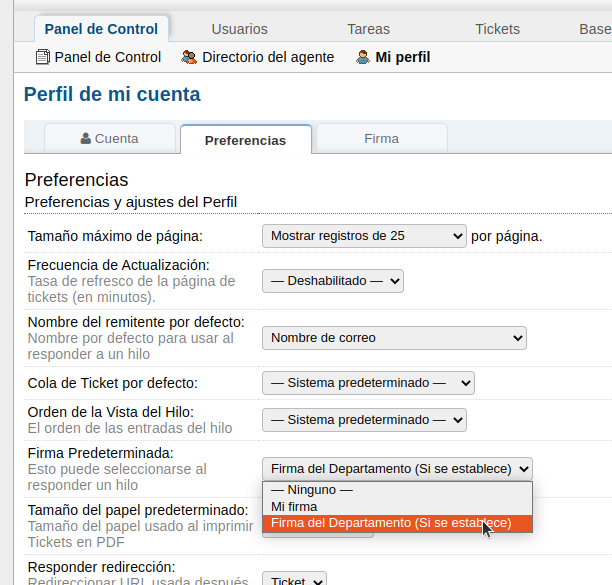 Panel de Control Usuarios Tareas Tickets Base
Panel de Control Directorio del agente Mi perfil
Perfil de mi cuenta
Cuenta Preferencias Firma
Preferencias
Preferencias y ajustes del Perfil
Tamaño máximo de página: Mostrar registros de 25 por página.
Frecuencia de Actualización:
Tasa de refresco de la página de
tickets (en minutos).
— Deshabilitado —
Nombre del remitente por defecto:
Nombre por defecto para usar al
responder a un hilo
Nombre de correo
Cola de Ticket por defecto: — Sistema predeterminado —
Orden de la Vista del Hilo:
El orden de las entradas del hilo
— Sistema predeterminado —
Firma Predeterminada:
Esto puede seleccionarse al
responder un hilo
Firma del Departamento (Si se establece)
— Ninguno —
Mi firma
Firma del Departamento (Si se establece)
Tamaño del papel predeterminado:
Tamaño del papel usado al imprimir
Tickets en PDF
Responder redirección:
Redireccionar URL usada después
Ticket